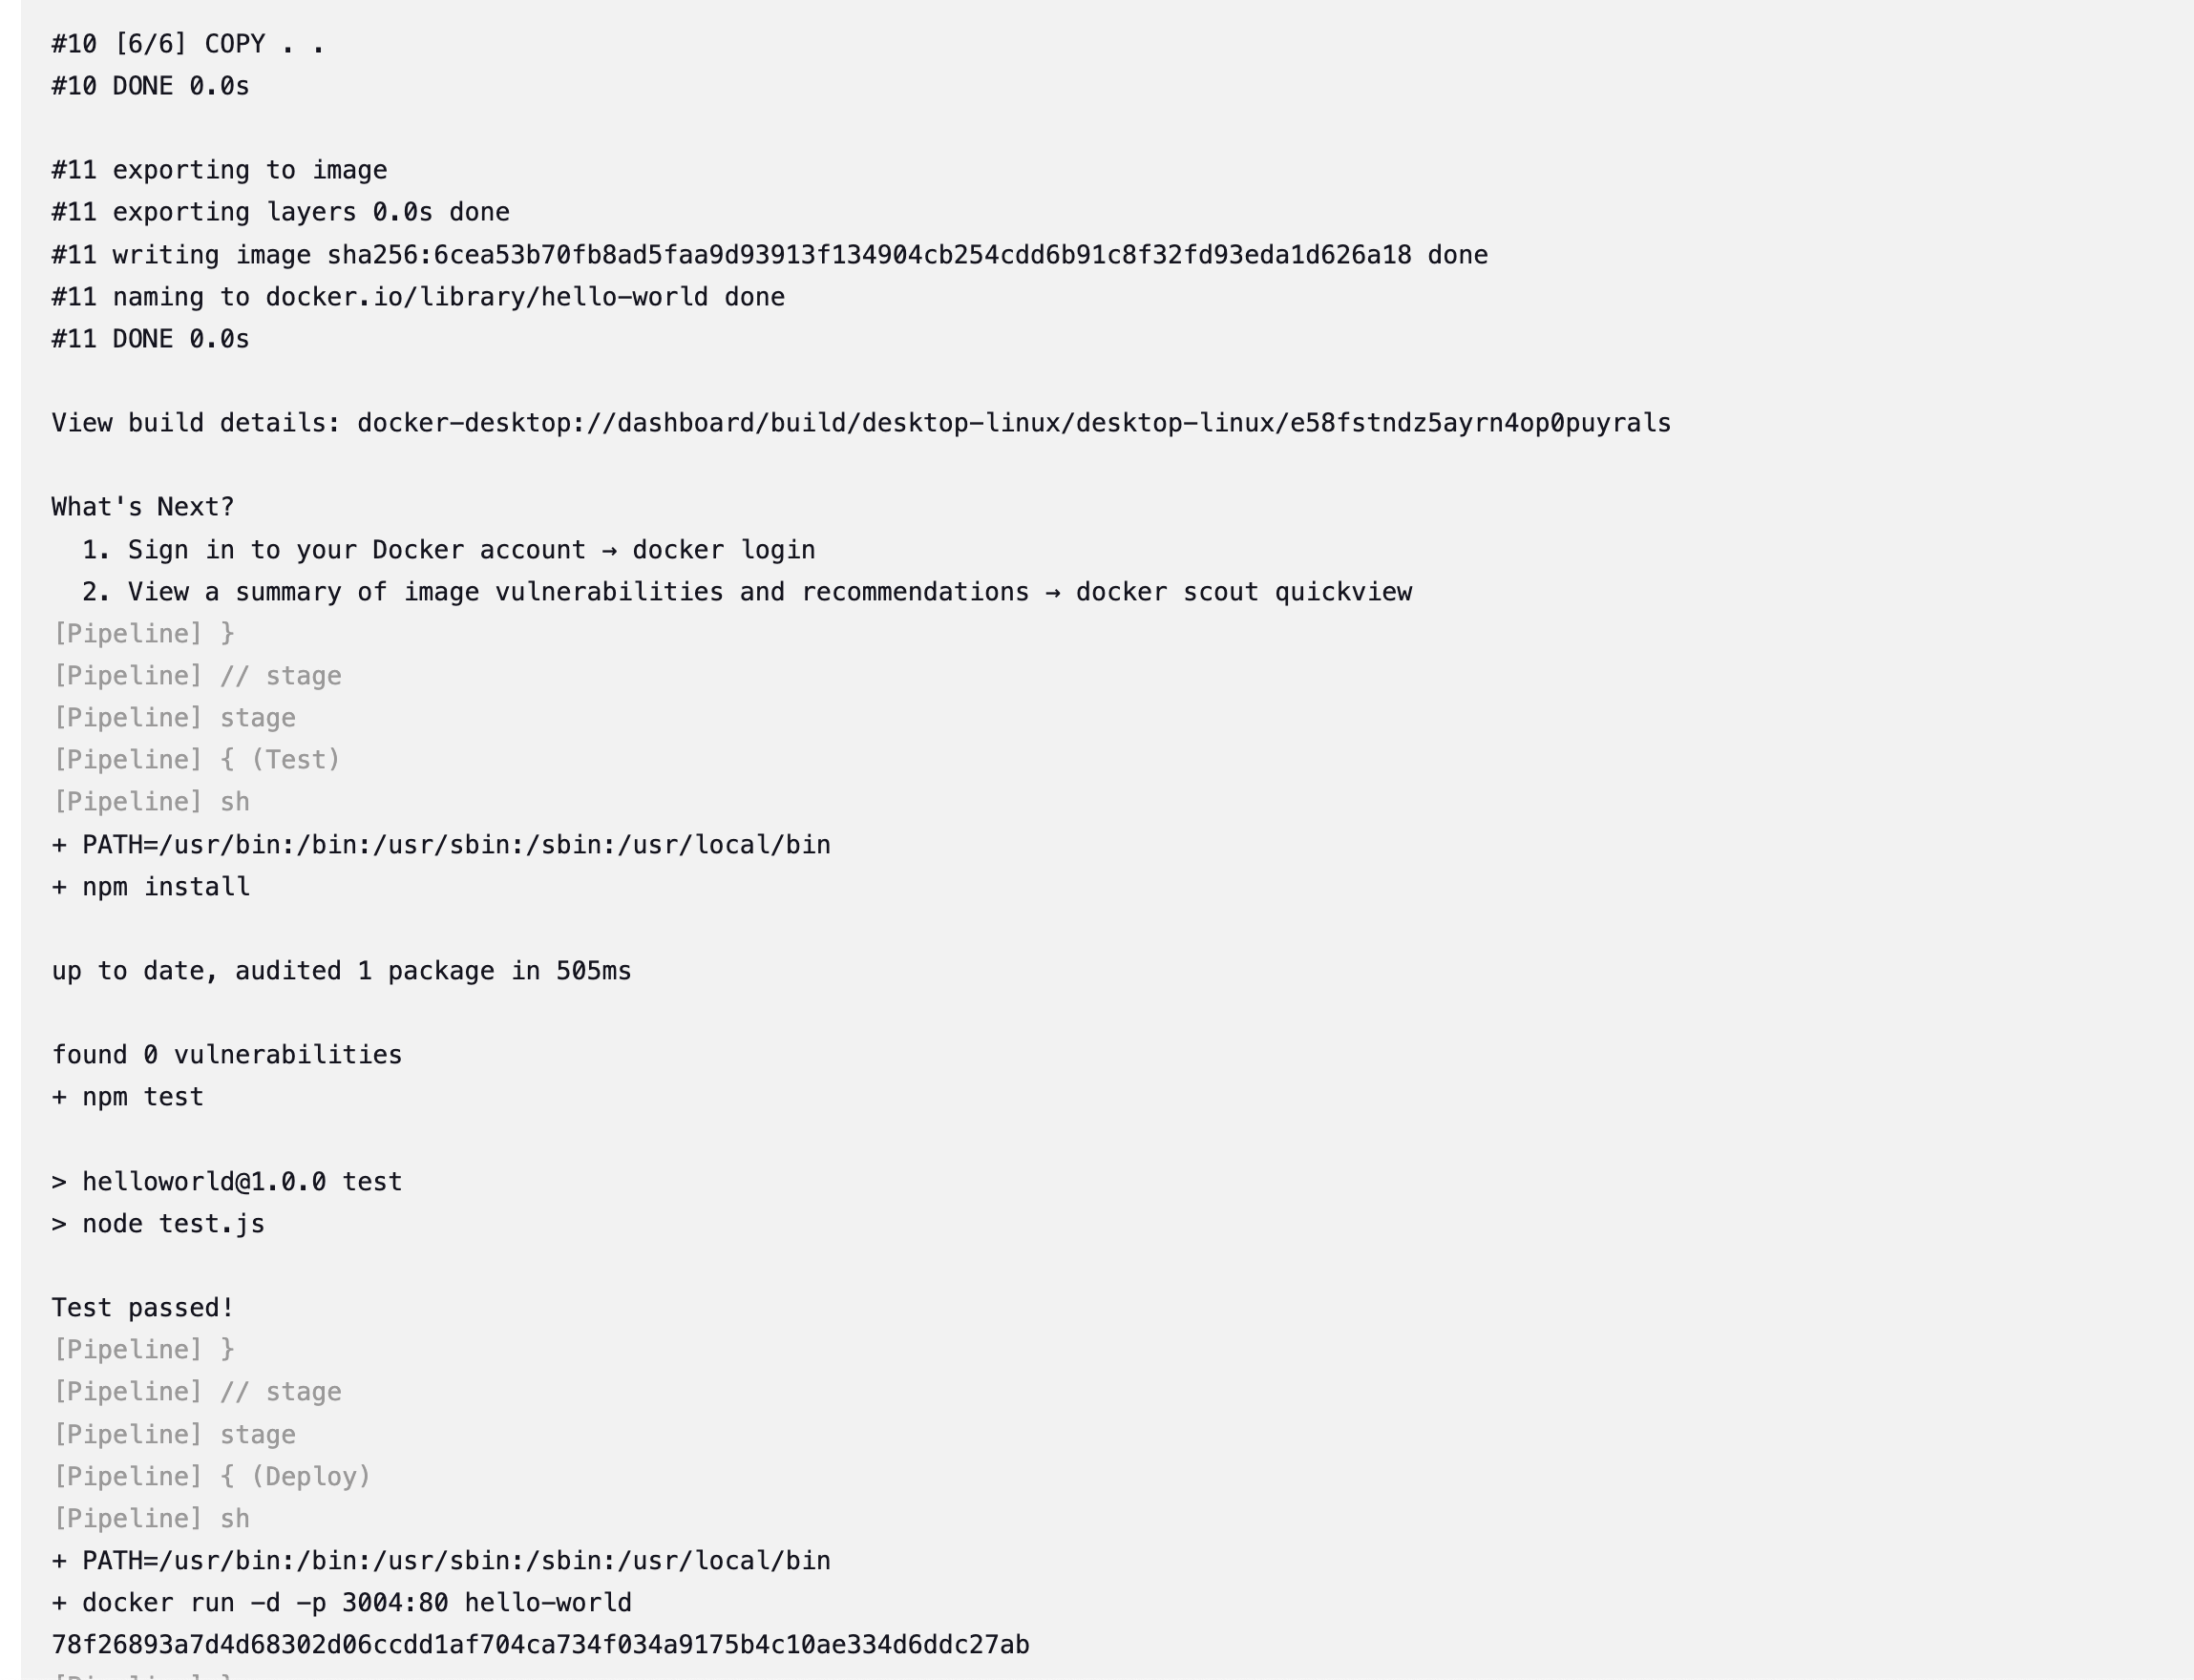 #10 [6/6] COPY . .
#10 DONE 0.0s
#11 exporting to image
#11 exporting layers 0.0s done
#11 writing image sha256:6cea53b70fb8ad5faa9d93913f134904cb254cdd6b91c8f32fd93eda1d626a18 done
#11 naming to docker.io/library/hello-world done
#11 DONE 0.0s
View build details: docker-desktop://dashboard/build/desktop-linux/desktop-linux/e58fstndz5ayrn4op0puyrals
What's Next?
1. Sign in to your Docker account → docker login
2. View a summary of image vulnerabilities and recommendations → docker scout quickview
[Pipeline] }
[Pipeline] // stage
[Pipeline] stage
[Pipeline] { (Test)
[Pipeline] sh
+ PATH=/usr/bin:/bin:/usr/sbin:/sbin:/usr/local/bin
+ npm install
up to date, audited 1 package in 505ms
found 0 vulnerabilities
+ npm test
> helloworld@1.0.0 test
> node test.js
Test passed!
[Pipeline] }
[Pipeline] // stage
[Pipeline] stage
[Pipeline] { (Deploy)
[Pipeline] sh
+ PATH=/usr/bin:/bin:/usr/sbin:/sbin:/usr/local/bin
+ docker run -d -p 3004:80 hello-world
78f26893a7d4d68302d06ccdd1af704ca734f034a9175b4c10ae334d6ddc27ab
[Pipeline] }